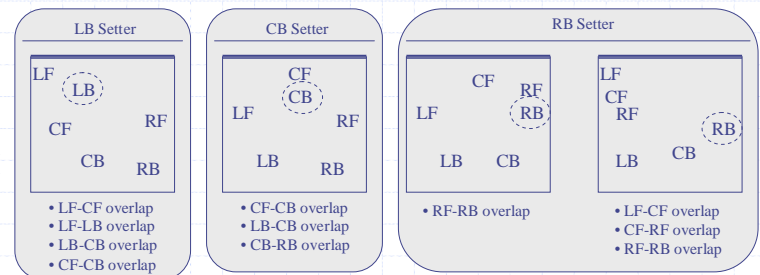 LB Setter
LF
LB
CF
RF
CB
RB
• LF-CF overlap
• LF-LB overlap
• LB-CB overlap
• CF-CB overlap
CB Setter
CF
CB
LF
RF
LB
RB
• CF-CB overlap
• LB-CB overlap
• CB-RB overlap
RB Setter
CF
RF
LF
RB
LB
CB
• RF-RB overlap
LF
CF
RF
RB
CB
LB
• LF-CF overlap
• CF-RF overlap
• RF-RB overlap